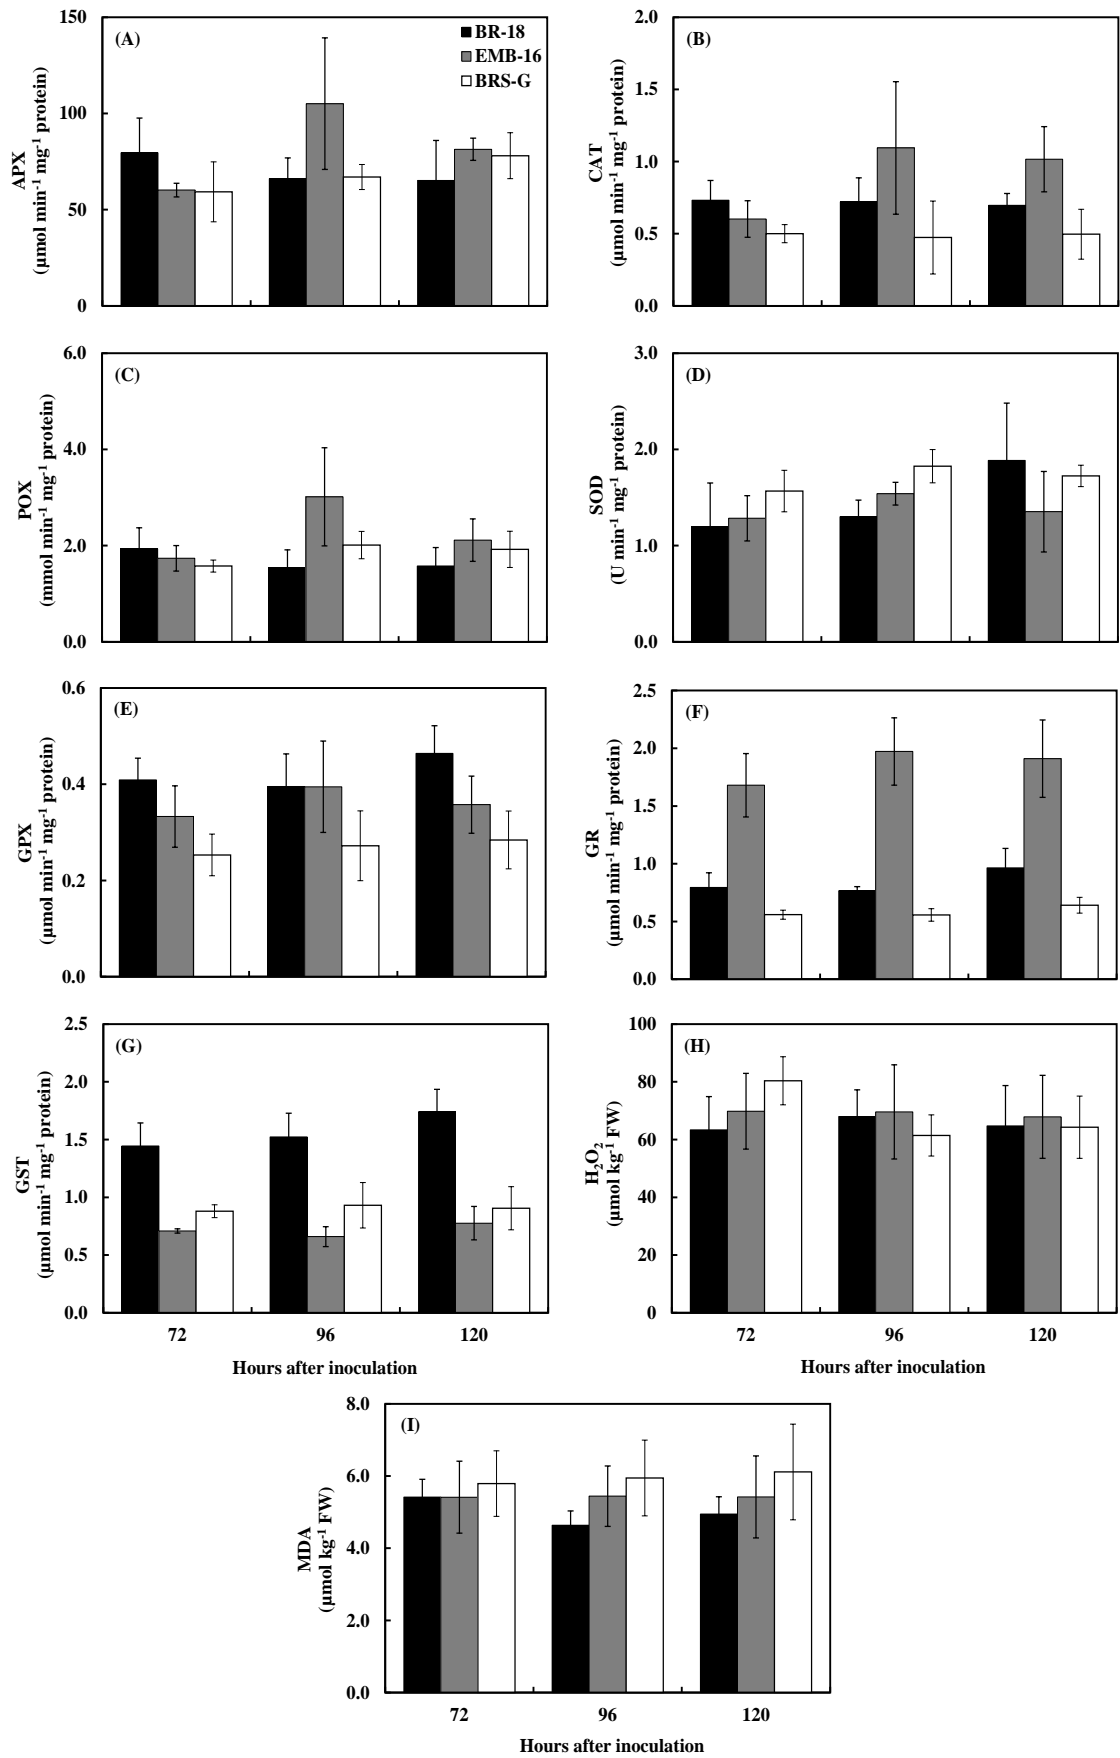 (A)
BR-18
EMB-16
BRS-G
APX
(µmol min⁻¹ mg⁻¹ protein)
150
100
50
0
(B)
CAT
(µmol min⁻¹ mg⁻¹ protein)
2.0
1.5
1.0
0.5
0.0
(C)
POX
(mmol min⁻¹ mg⁻¹ protein)
6.0
4.0
2.0
0.0
(D)
SOD
(U min⁻¹ mg⁻¹ protein)
3.0
2.0
1.0
0.0
(E)
GPX
(µmol min⁻¹ mg⁻¹ protein)
0.6
0.4
0.2
0.0
(F)
GR
(µmol min⁻¹ mg⁻¹ protein)
2.5
2.0
1.5
1.0
0.5
0.0
(G)
GST
(µmol min⁻¹ mg⁻¹ protein)
2.5
2.0
1.5
1.0
0.5
0.0
72 96 120
Hours after inoculation
(H)
H₂O₂
(µmol kg⁻¹ FW)
100
80
60
40
20
0
72 96 120
Hours after inoculation
(I)
MDA
(µmol kg⁻¹ FW)
8.0
6.0
4.0
2.0
0.0
72 96 120
Hours after inoculation